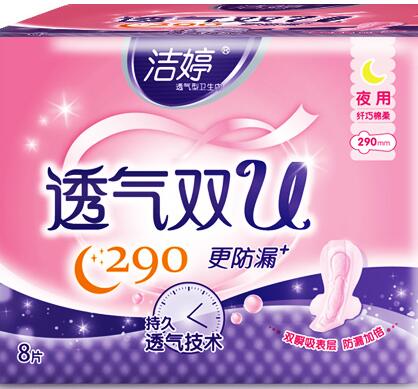 洁婷®
透气型卫生巾
夜用
纤巧棉柔
290mm
透气双U
290 更防漏+
持久
透气技术
双瞬吸表层 防漏加倍
8片